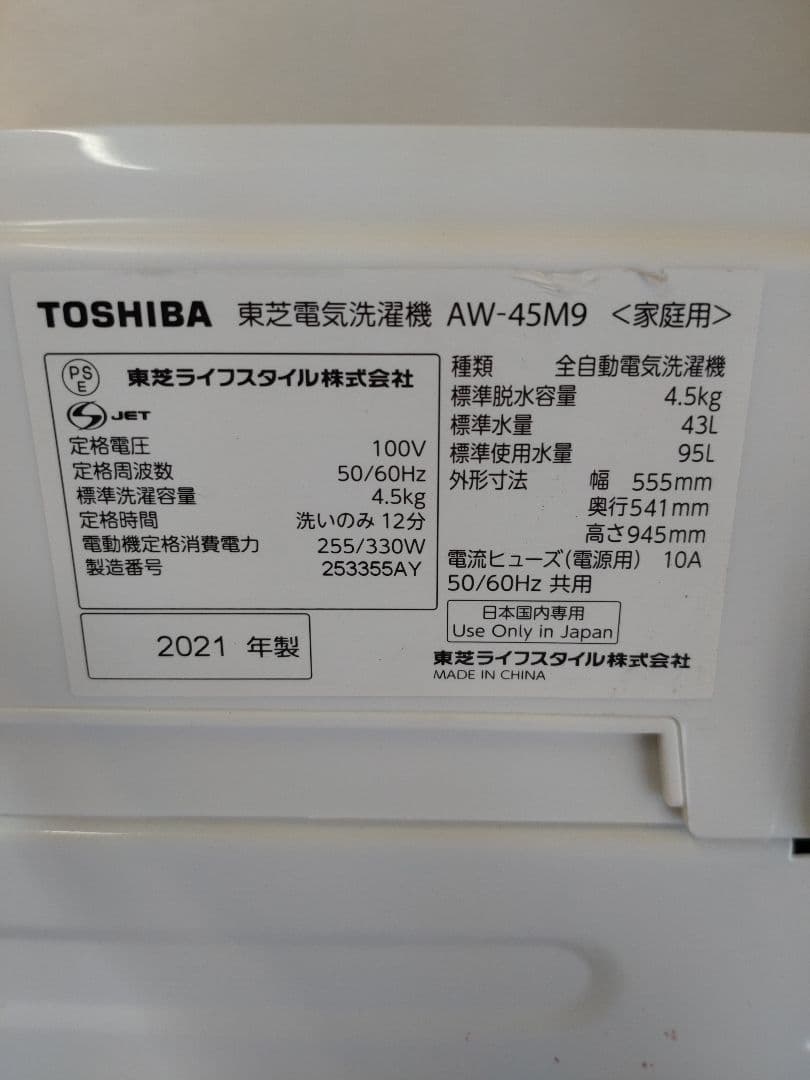 TOSHIBA 東芝電気洗濯機 AW-45M9 <家庭用>
PS
E
東芝ライフスタイル株式会社
JET
定格電圧 100V
定格周波数 50/60Hz
標準洗濯容量 4.5kg
定格時間 洗いのみ 12分
電動機定格消費電力 255/330W
製造番号 253355AY
2021 年製
種類 全自動電気洗濯機
標準脱水容量 4.5kg
標準水量 43L
標準使用水量 95L
外形寸法 幅 555mm
奥行541mm
高さ945mm
電流ヒューズ(電源用) 10A
50/60Hz 共用
日本国内専用
Use Only in Japan
東芝ライフスタイル株式会社
MADE IN CHINA